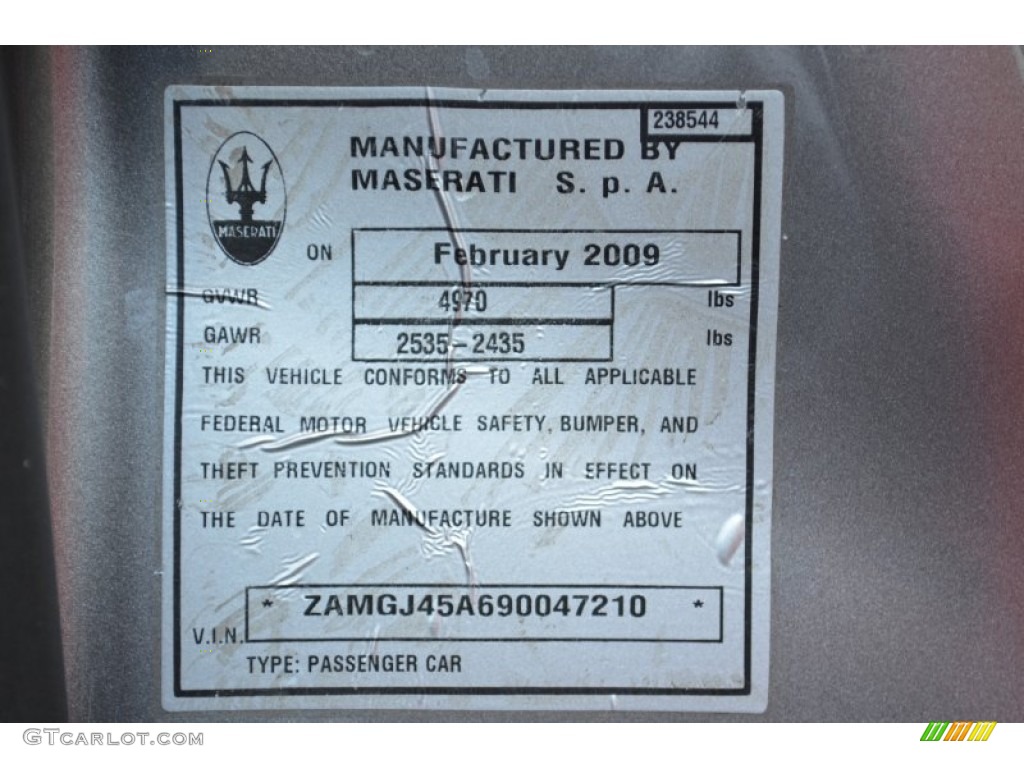 238544
MANUFACTURED BY
MASERATI S. p. A.
MASERATI
ON February 2009
GVWR 4970 lbs
GAWR 2535-2435 lbs
THIS VEHICLE CONFORMS TO ALL APPLICABLE
FEDERAL MOTOR VEHICLE SAFETY, BUMPER, AND
THEFT PREVENTION STANDARDS IN EFFECT ON
THE DATE OF MANUFACTURE SHOWN ABOVE
V.I.N. * ZAMGJ45A690047210 *
TYPE: PASSENGER CAR
GTCARLOT.COM